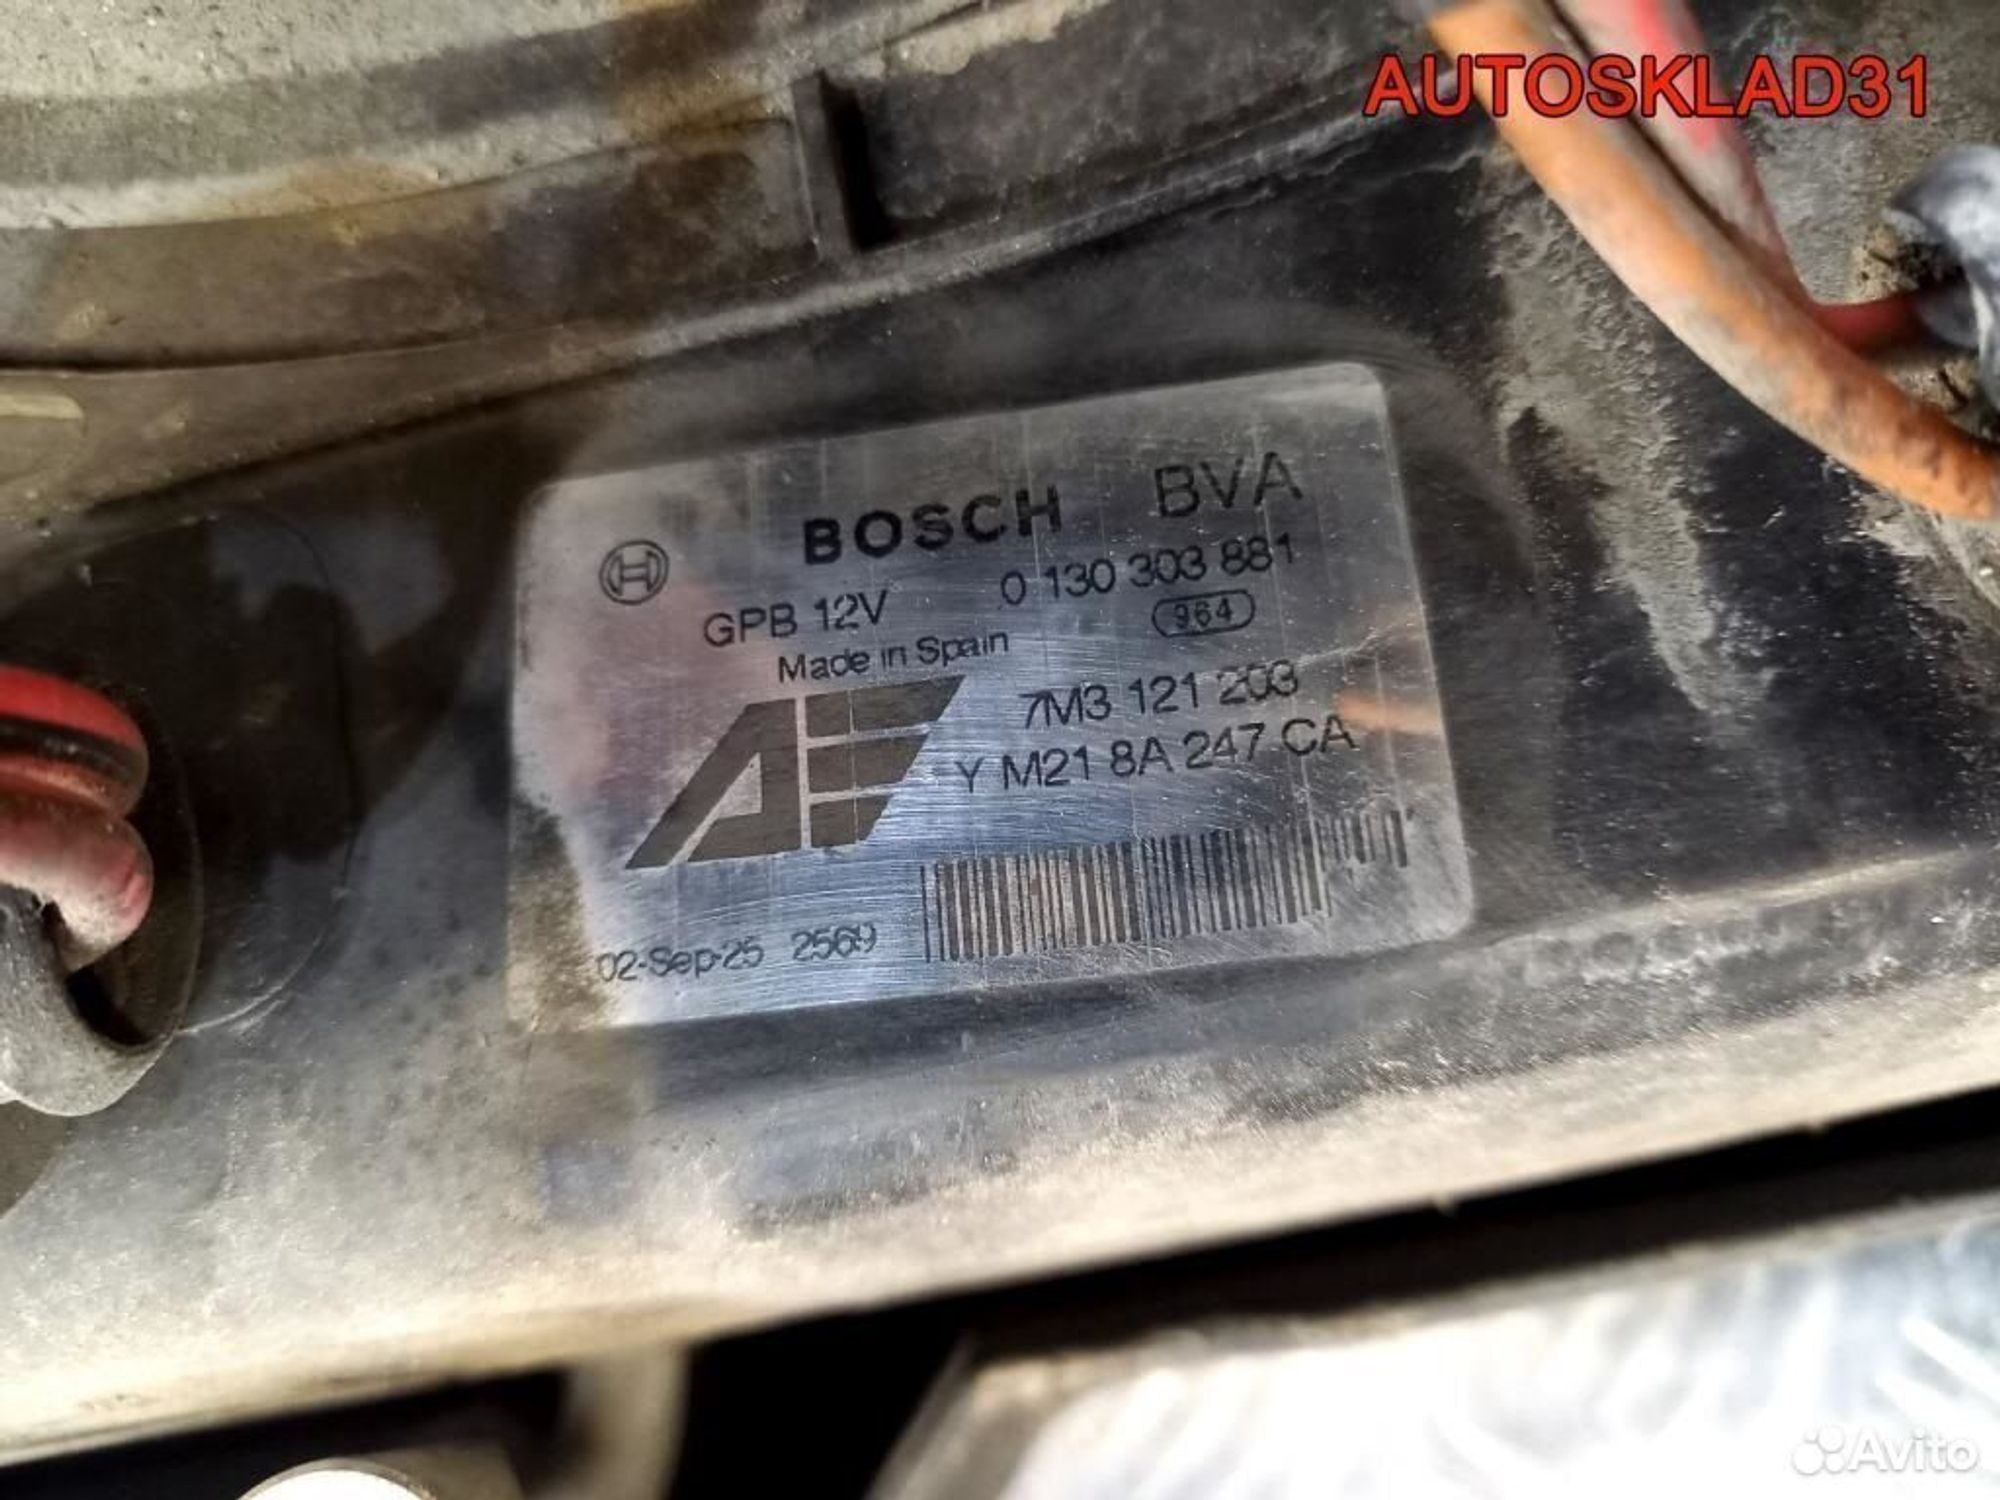 AUTOSKLAD31
BOSCH BVA
GPB 12V 0 130 303 881
Made in Spain 964
7M3 121 203
YM21 8A 247 CA
02-Sep-25 2569
Avito